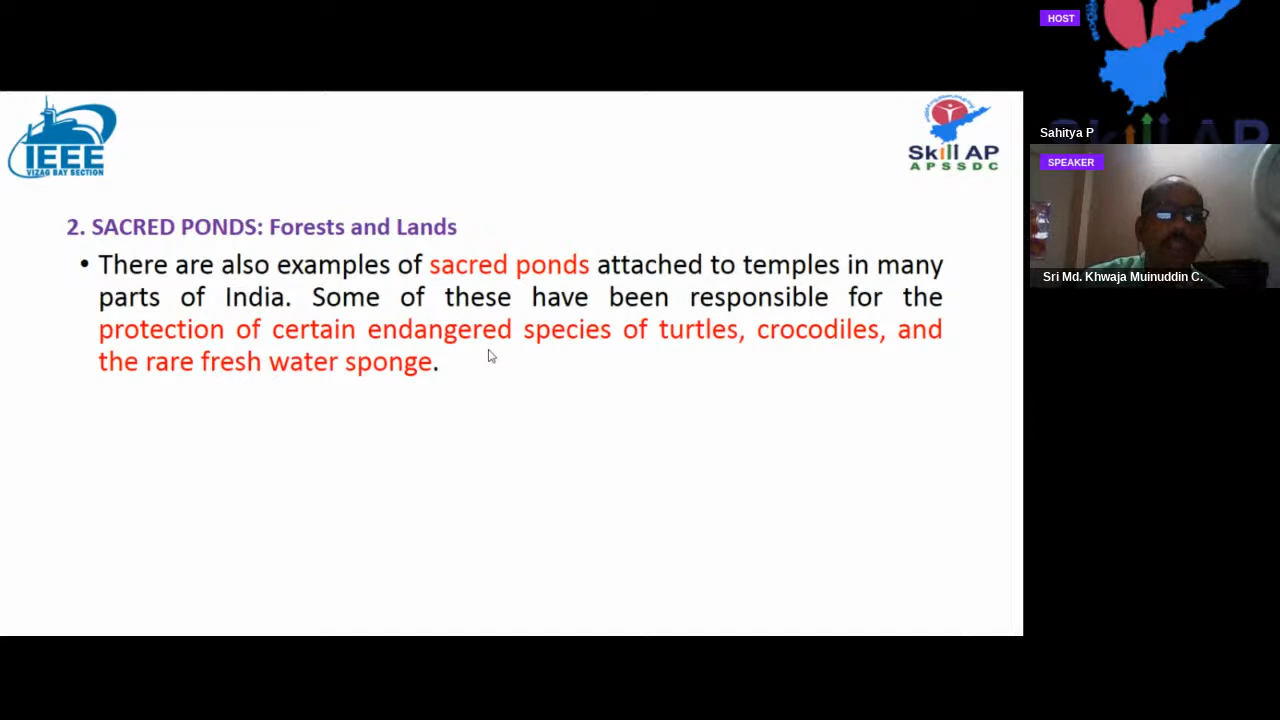 HOST
Sahitya P
SPEAKER
Sri Md. Khwaja Muinuddin C.
IEEE
VIZAG BAY SECTION
Skill AP
APSSDC
2. SACRED PONDS: Forests and Lands
• There are also examples of sacred ponds attached to temples in many
parts of India. Some of these have been responsible for the
protection of certain endangered species of turtles, crocodiles, and
the rare fresh water sponge.